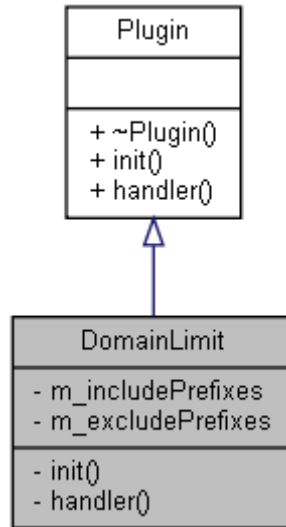 Plugin
+ ~Plugin()
+ init()
+ handler()
DomainLimit
- m_includePrefixes
- m_excludePrefixes
- init()
- handler()